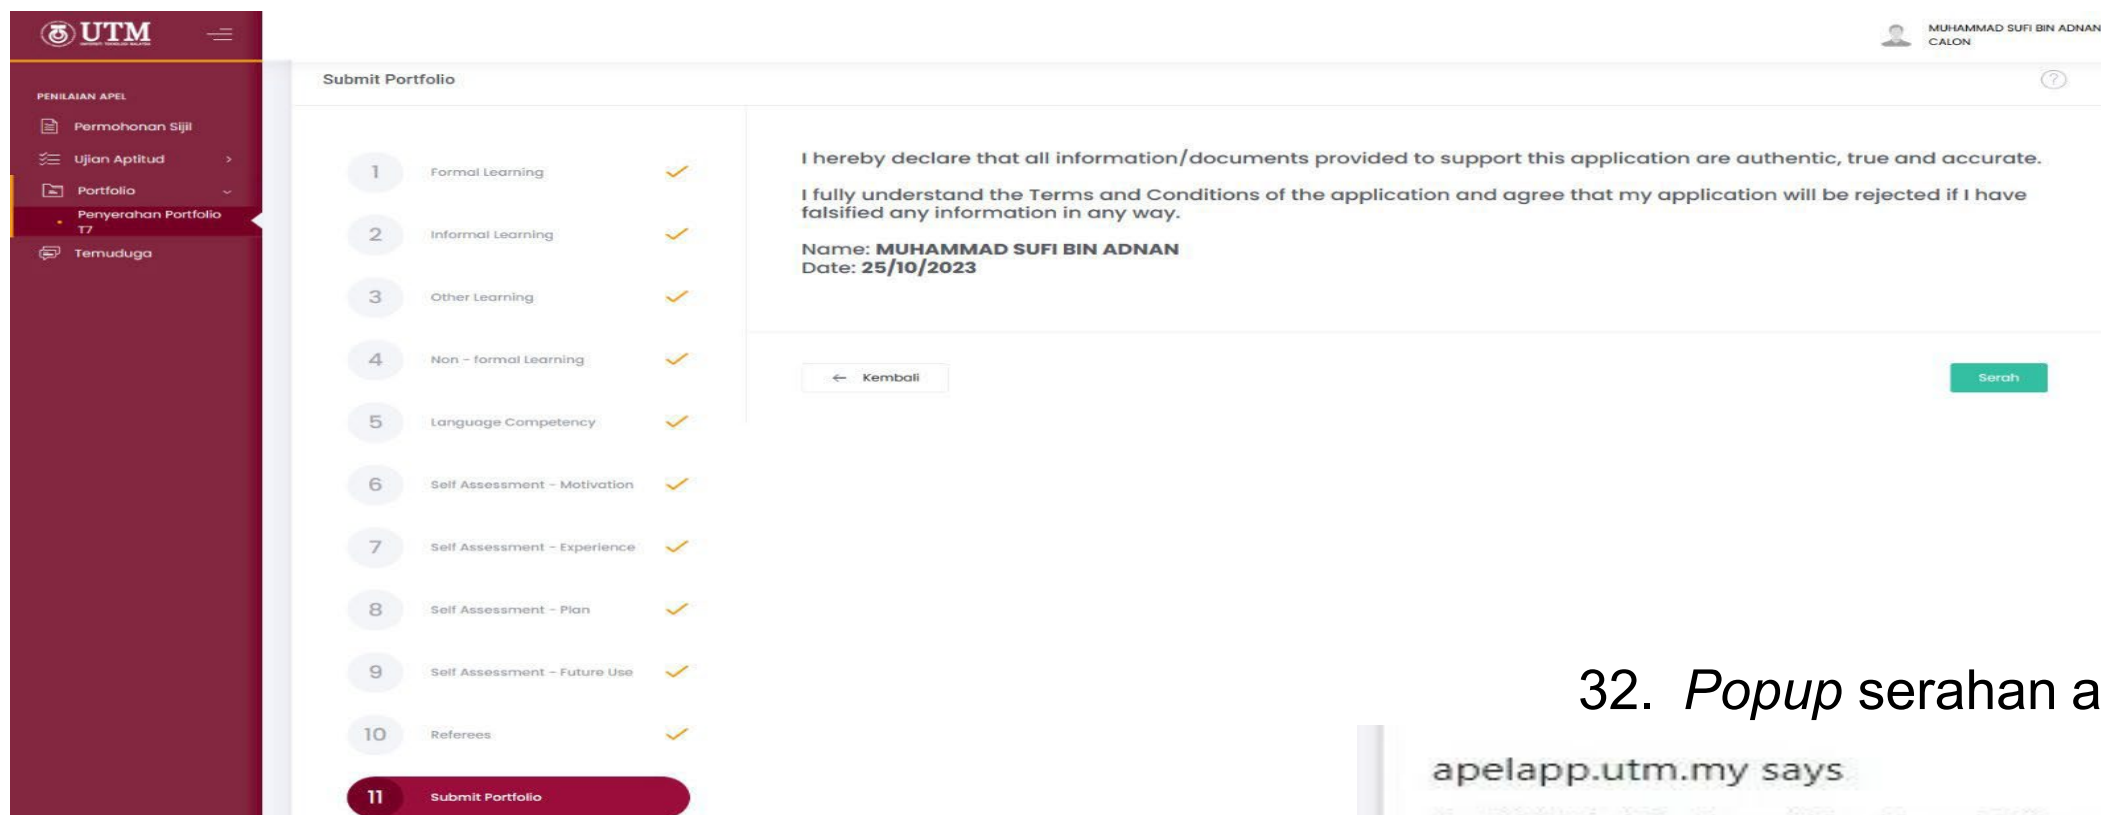 UTM
MUHAMMAD SUFI BIN ADNAN
CALON
Submit Portfolio
PENILAIAN APEL
Permohonan Sijil
Ujian Aptitud
Portfolio
Penyerahan Portfolio
T7
Temuduga
1 Formal Learning
2 Informal Learning
3 Other Learning
4 Non - formal Learning
5 Language Competency
6 Self Assessment - Motivation
7 Self Assessment - Experience
8 Self Assessment - Plan
9 Self Assessment - Future Use
10 Referees
11 Submit Portfolio
I hereby declare that all information/documents provided to support this application are authentic, true and accurate.
I fully understand the Terms and Conditions of the application and agree that my application will be rejected if I have
falsified any information in any way.
Name: MUHAMMAD SUFI BIN ADNAN
Date: 25/10/2023
← Kembali
Serah
32. Popup serahan a
apelapp.utm.my says